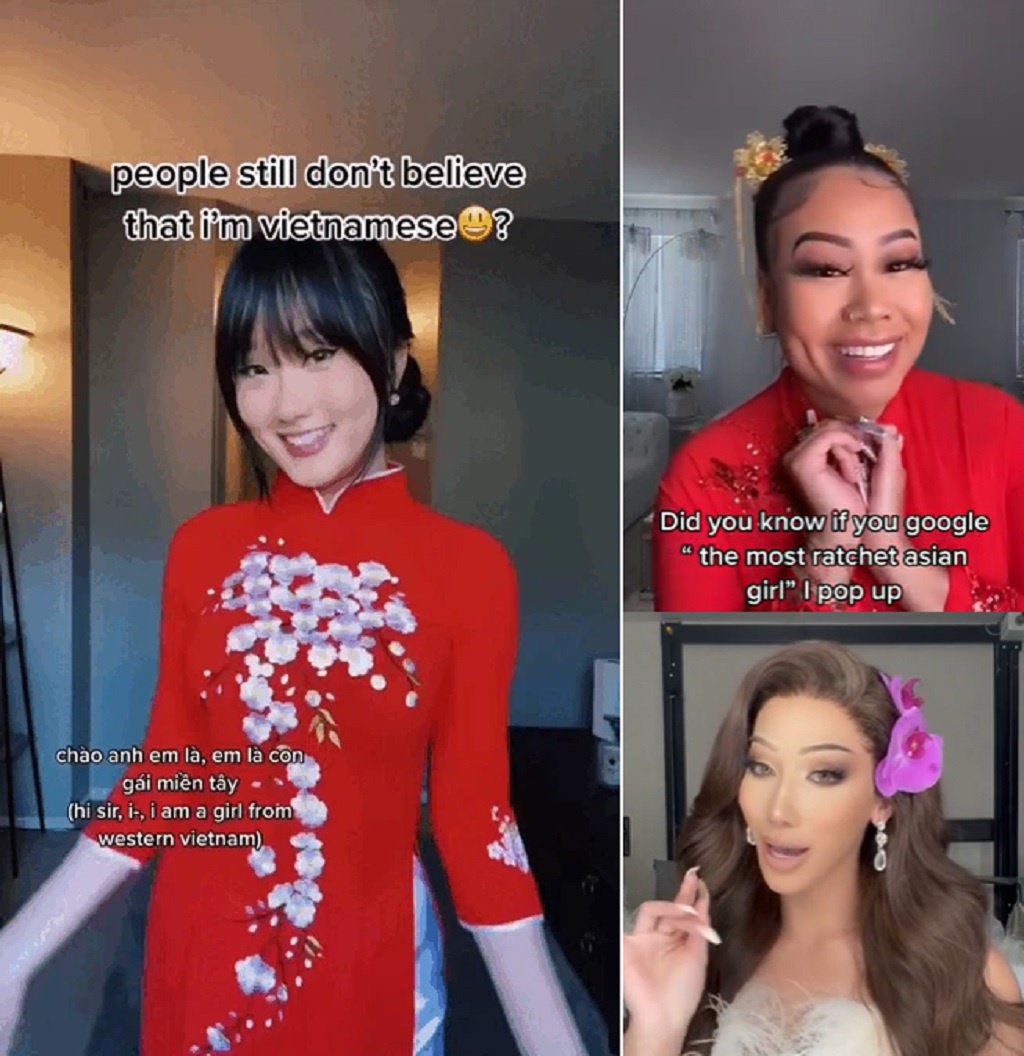 people still don't believe
that i'm vietnamese😃?
chào anh em là, em là con
gái miền tây
(hi sir, i-, i am a girl from
western vietnam)
Did you know if you google
“ the most ratchet asian
girl” I pop up